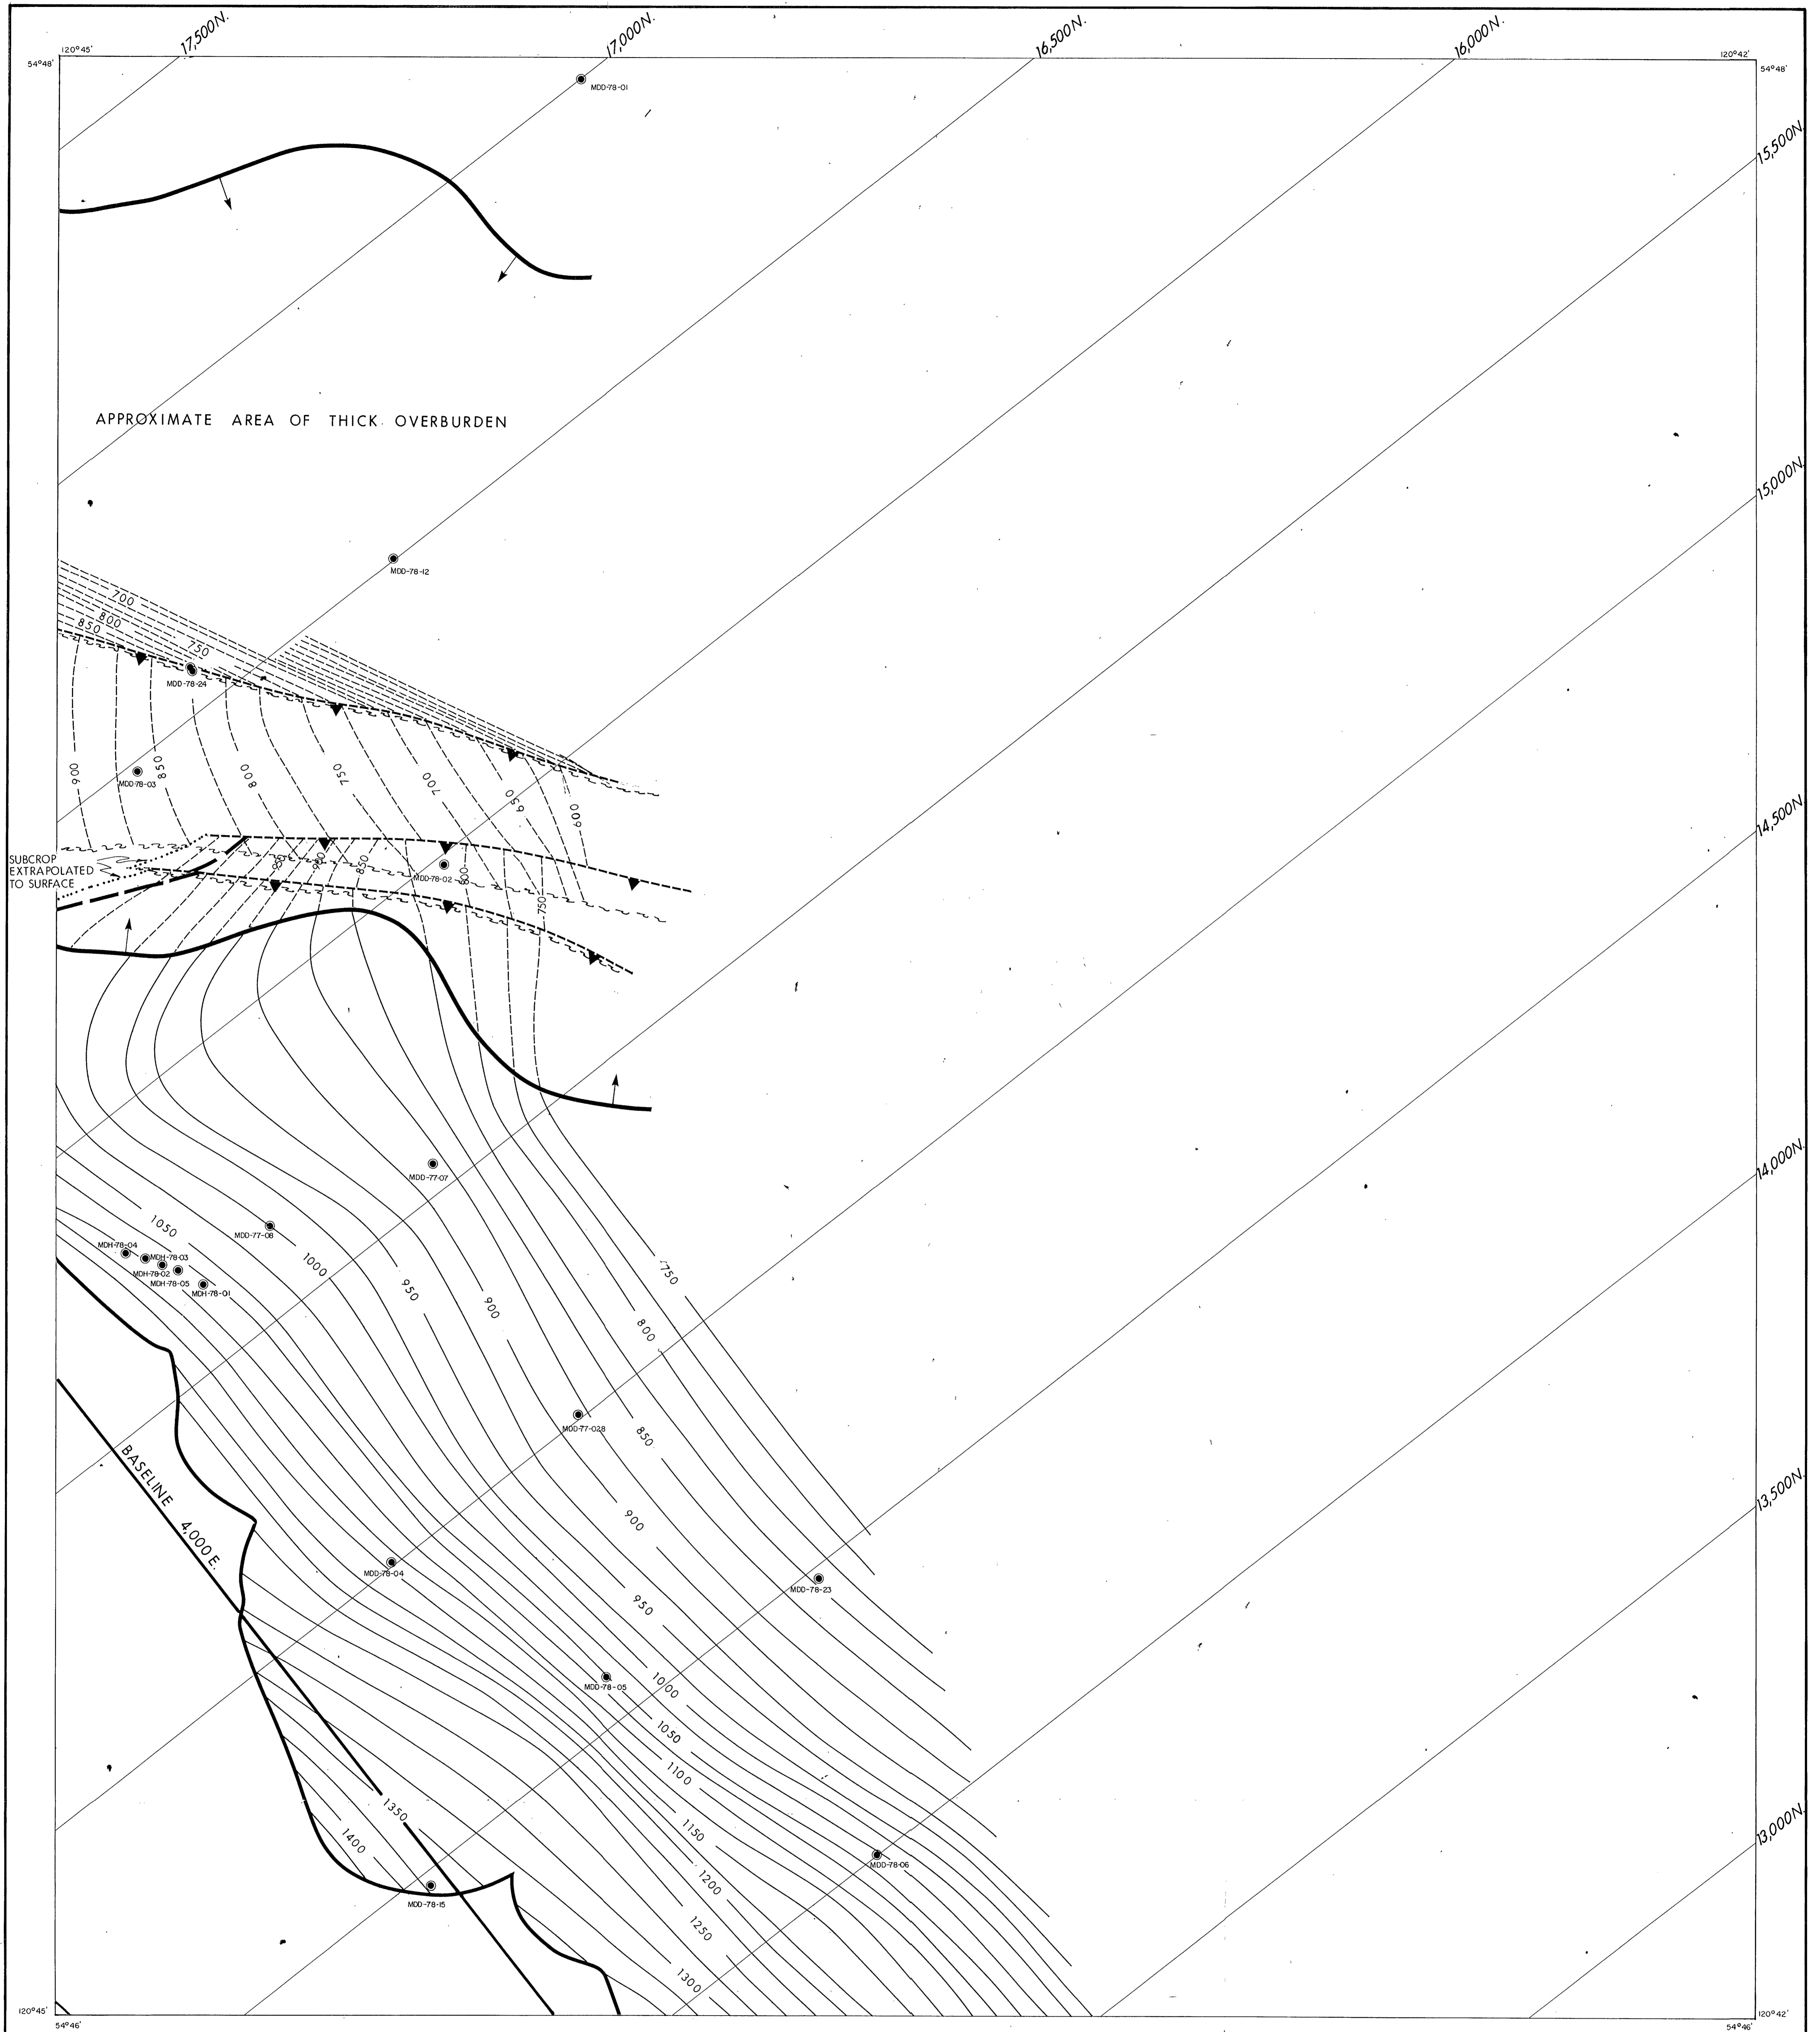 17,500N.
17,000N.
16,500N.
16,000N.
120°45'
120°42'
54°48'
54°48'
MDD-78-01
15,500N.
APPROXIMATE AREA OF THICK OVERBURDEN
15,000N.
MDD-78-12
700
800
850
750
MDD-78-24
900
850
800
750
700
650
600
MDD-78-03
14,500N.
SUBCROP
EXTRAPOLATED
TO SURFACE
950
900
850
MDD-78-02
800
750
14,000N.
MDD-77-07
1050
MDD-77-08
MDH-78-04
MDH-78-03
MDH-78-02
MDH-78-05
MDH-78-01
1000
950
900
750
800
MDD-77-02B
850
BASELINE 4,000E.
13,500N.
900
MDD-78-04
MDD-78-23
950
MDD-78-05
1000
1050
1100
1350
1400
1150
13,000N.
MDD-78-06
1200
MDD-78-15
1250
1300
120°45'
120°42'
54°46'
54°46'